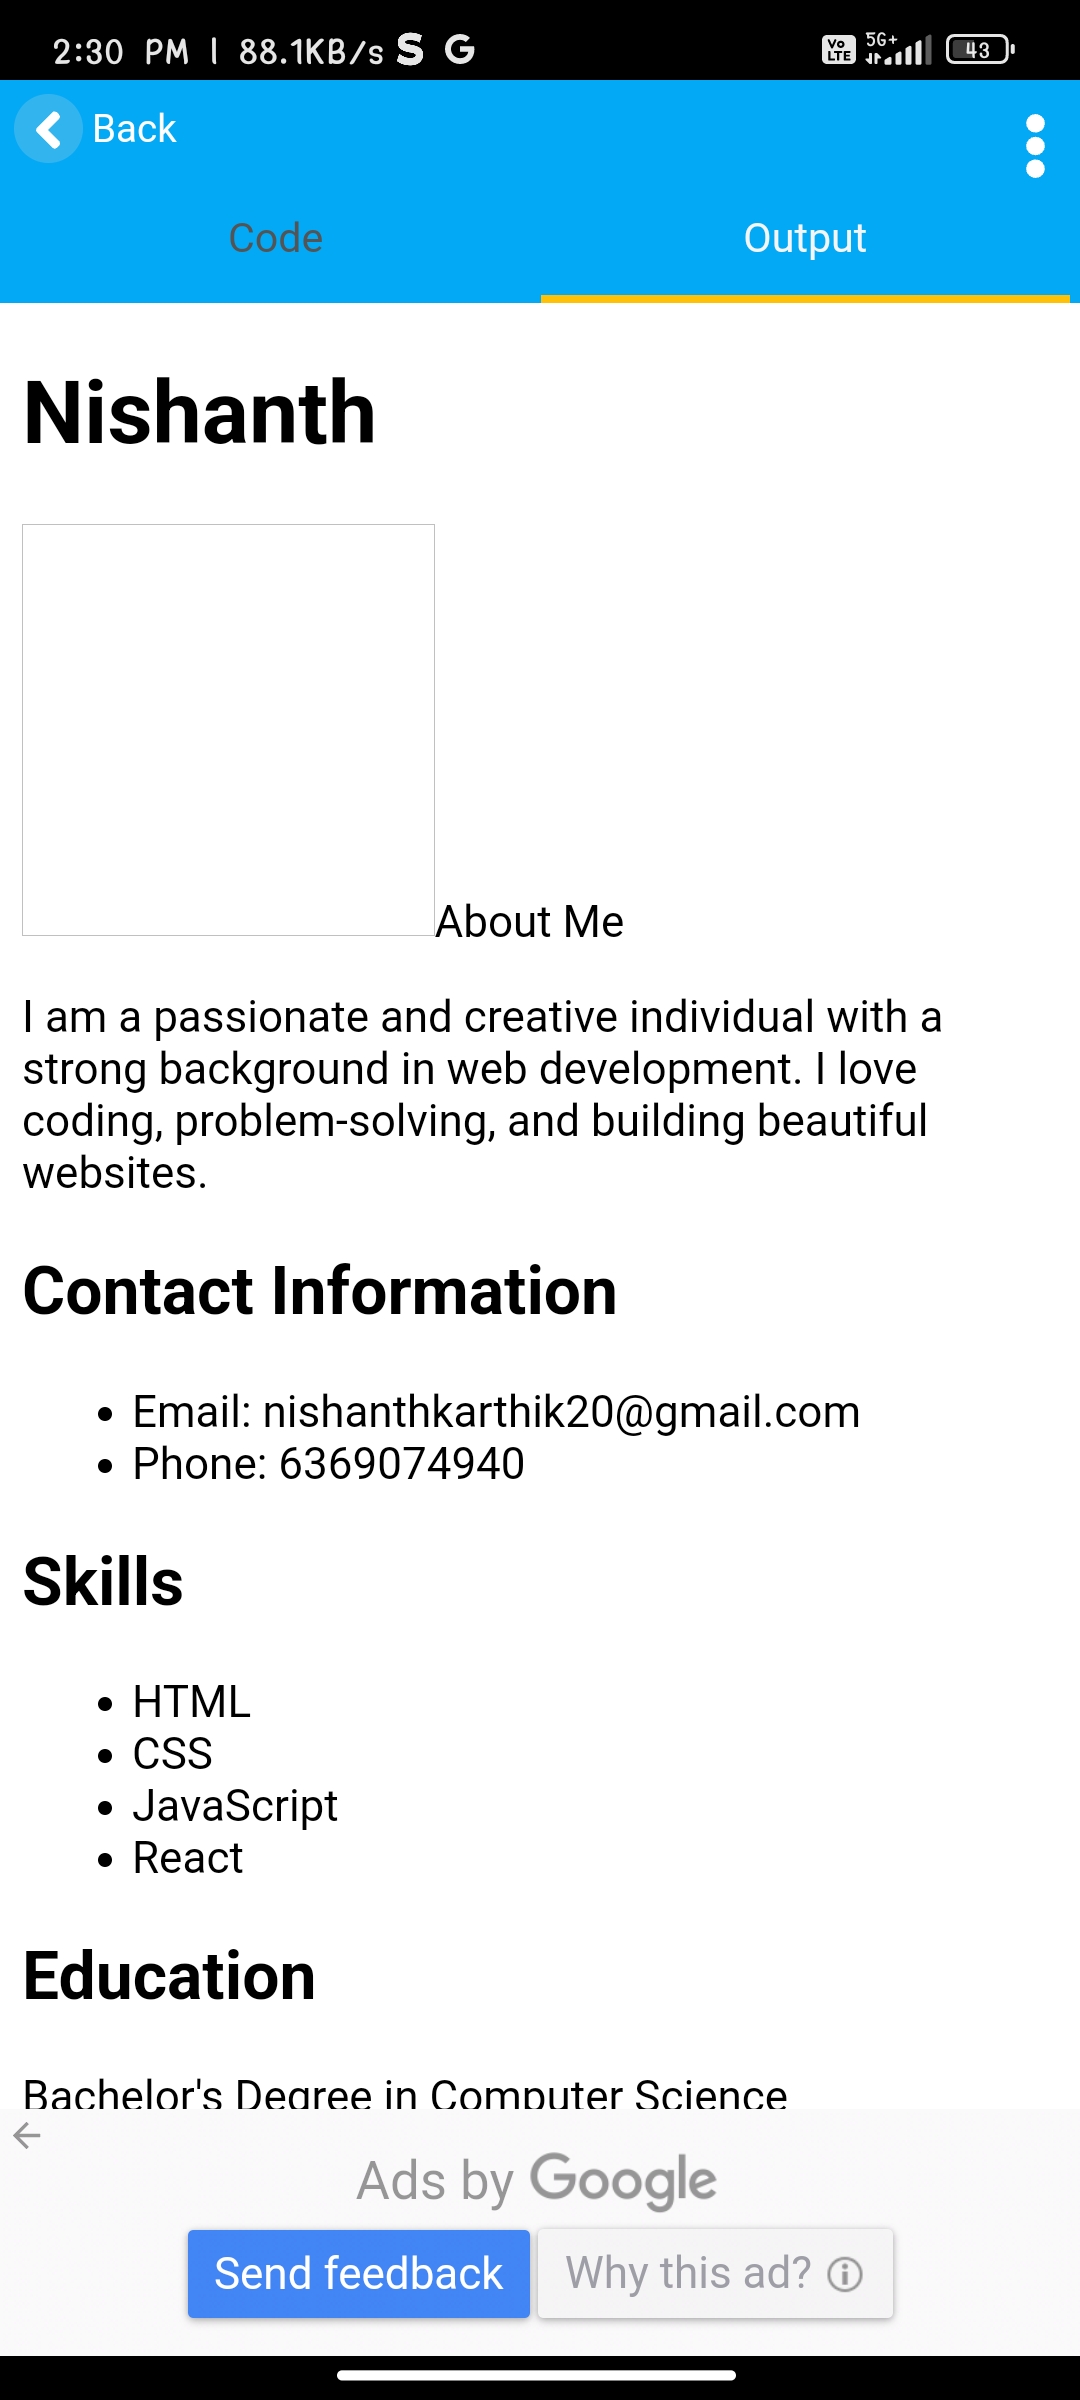 2:30 PM | 88.1KB/s S G Vo LTE 5G+ 43
Back
Code Output
Nishanth
About Me
I am a passionate and creative individual with a
strong background in web development. I love
coding, problem-solving, and building beautiful
websites.
Contact Information
• Email: nishanthkarthik20@gmail.com
• Phone: 6369074940
Skills
• HTML
• CSS
• JavaScript
• React
Education
Bachelor's Degree in Computer Science
Ads by Google
Send feedback Why this ad?